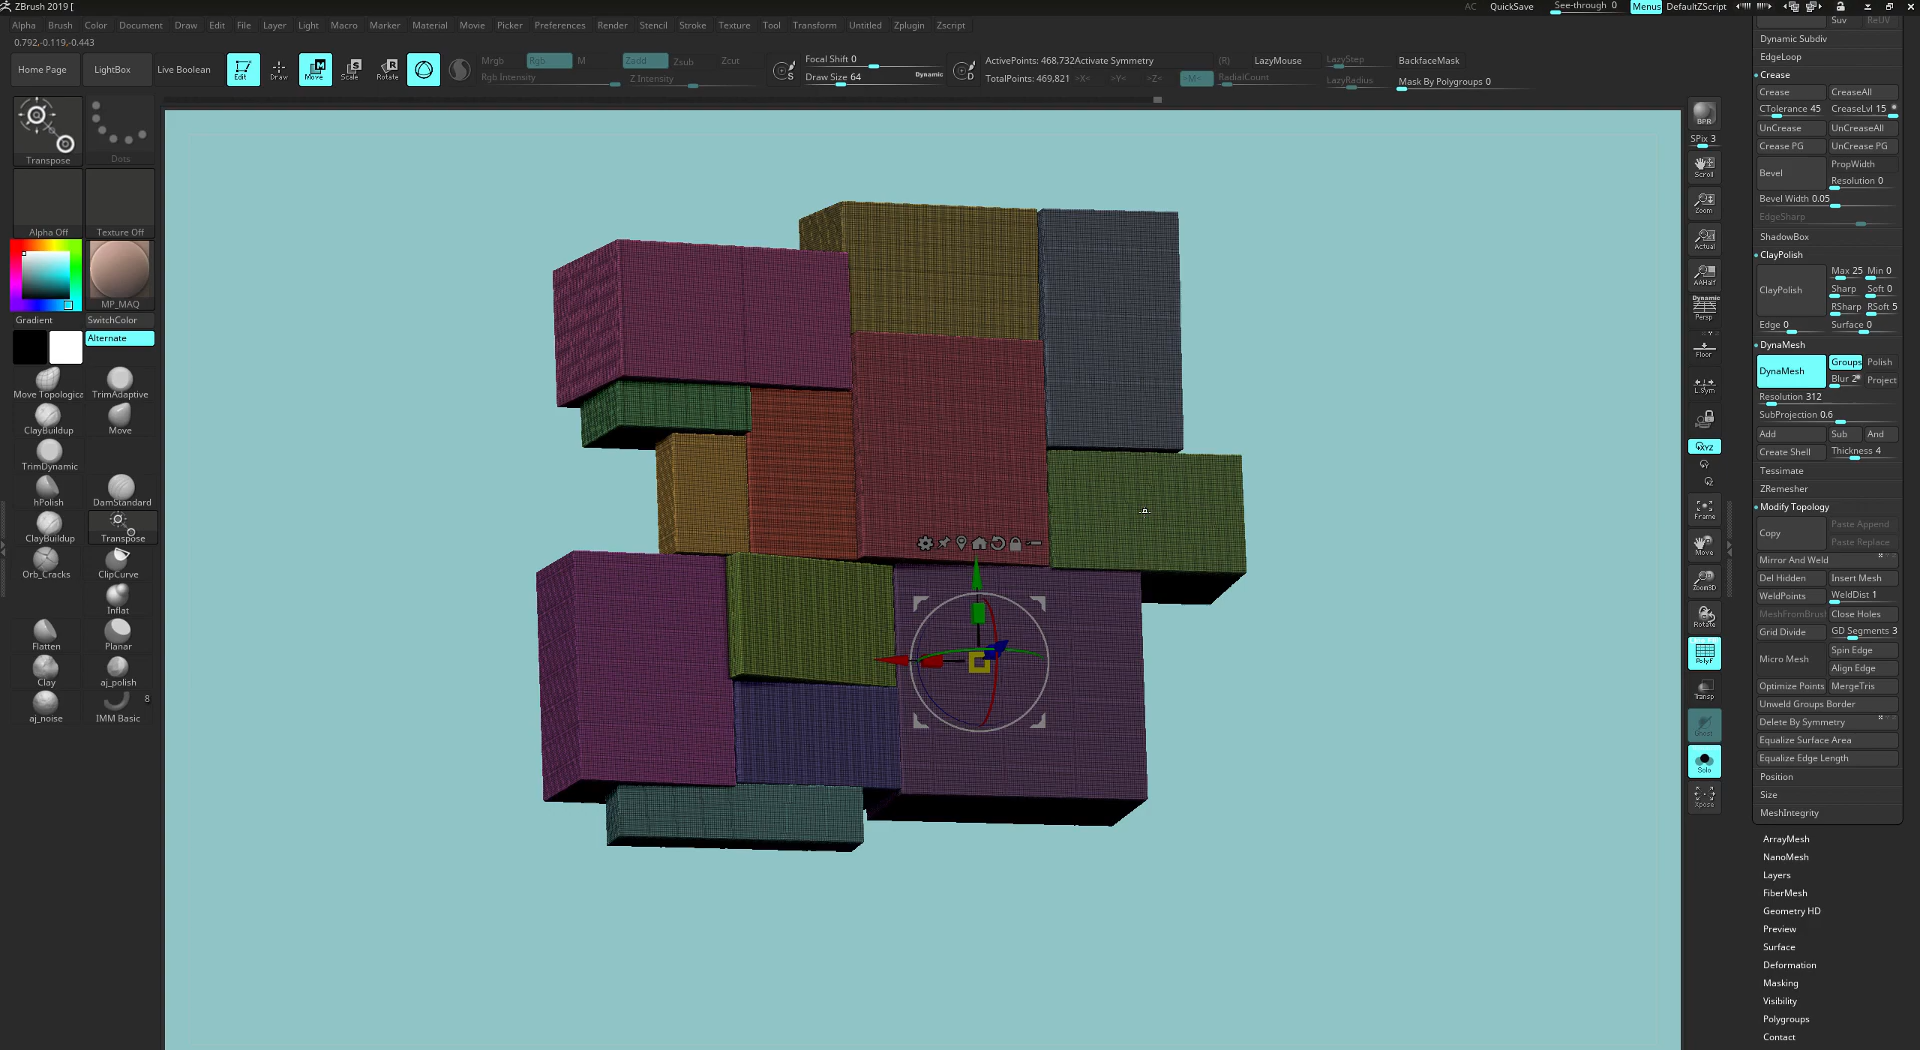 ZBrush 2019 [
AC QuickSave See-through 0 Menus DefaultZScript
Alpha Brush Color Document Draw Edit File Layer Light Macro Marker Material Movie Picker Preferences Render Stencil Stroke Texture Tool Transform Untitled Zplugin Zscript
0.792,-0.119,-0.443
Home Page LightBox Live Boolean
Edit Draw Move Scale Rotate
Mrgb Rgb M
Rgb Intensity
Zadd Zsub Zcut
Z Intensity
Focal Shift 0
Draw Size 64 Dynamic
S D
ActivePoints: 468,732 Activate Symmetry (R)
TotalPoints: 469,821 >X< >Y< >Z< >M< RadialCount
LazyMouse LazyStep BackfaceMask
LazyRadius Mask By Polygroups 0
Transpose Dots
Alpha Off Texture Off
MP_MAQ
Gradient SwitchColor
Alternate
Move Topologica TrimAdaptive
ClayBuildup Move
TrimDynamic
hPolish DamStandard
ClayBuildup Transpose
Orb_Cracks ClipCurve
Inflat
Flatten Planar
Clay aj_polish
aj_noise IMM Basic
8
BPR
SPix 3
Scroll
Zoom
Actual
AAHalf
Dynamic
Persp
Floor
L.Sym
XYZ
Frame
Move
Zoom3D
Rotate
PolyF
Transp
Ghost
Solo
Xpose
Suv ReUV
Dynamic Subdiv
EdgeLoop
Crease
Crease CreaseAll
CTolerance 45 CreaseLvl 15
UnCrease UnCreaseAll
Crease PG UnCrease PG
Bevel PropWidth
Resolution 0
Bevel Width 0.05
EdgeSharp
ShadowBox
ClayPolish
ClayPolish Max 25 Min 0
Sharp Soft 0
RSharp RSoft 5
Edge 0 Surface 0
DynaMesh
DynaMesh Groups Polish
Blur 2 Project
Resolution 312
SubProjection 0.6
Add Sub And
Create Shell Thickness 4
Tessimate
ZRemesher
Modify Topology
Copy Paste Append
Paste Replace
Mirror And Weld
Del Hidden Insert Mesh
WeldPoints WeldDist 1
MeshFromBrus Close Holes
Grid Divide GD Segments 3
Micro Mesh Spin Edge
Align Edge
Optimize Points MergeTris
Unweld Groups Border
Delete By Symmetry
Equalize Surface Area
Equalize Edge Length
Position
Size
MeshIntegrity
ArrayMesh
NanoMesh
Layers
FiberMesh
Geometry HD
Preview
Surface
Deformation
Masking
Visibility
Polygroups
Contact